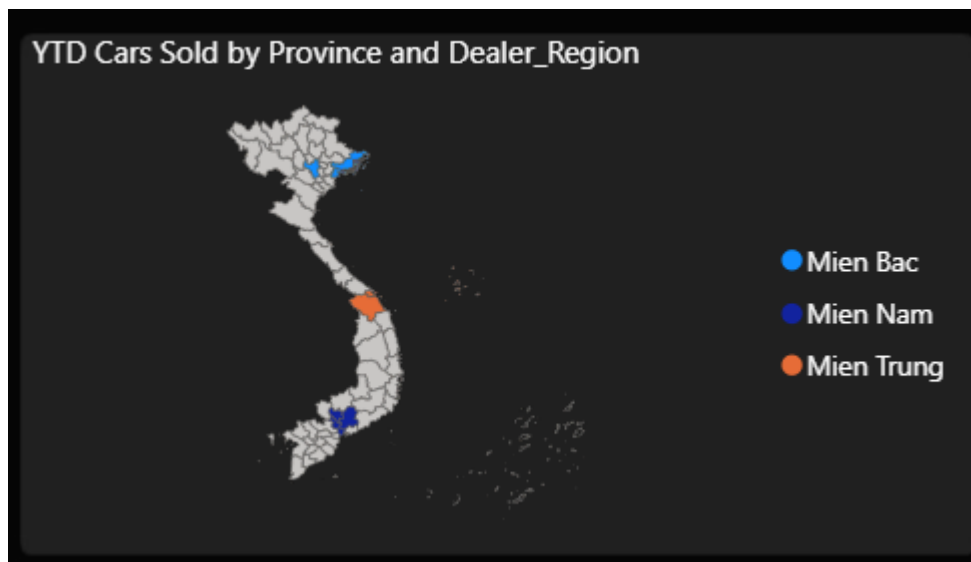 YTD Cars Sold by Province and Dealer_Region
Mien Bac
Mien Nam
Mien Trung